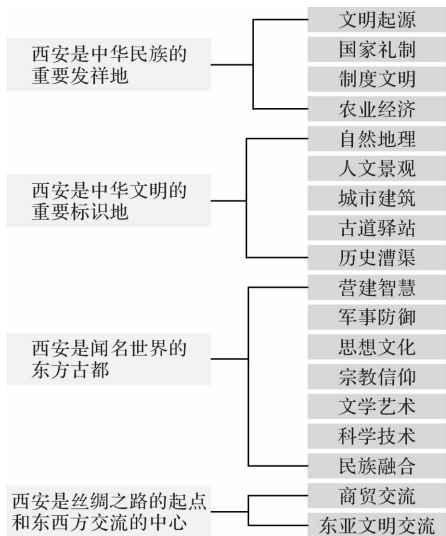 西安是中华民族的
重要发祥地
文明起源
国家礼制
制度文明
农业经济
西安是中华文明的
重要标识地
自然地理
人文景观
城市建筑
古道驿站
历史漕渠
西安是闻名世界的
东方古都
营建智慧
军事防御
思想文化
宗教信仰
文学艺术
科学技术
民族融合
西安是丝绸之路的起点
和东西方交流的中心
商贸交流
东亚文明交流